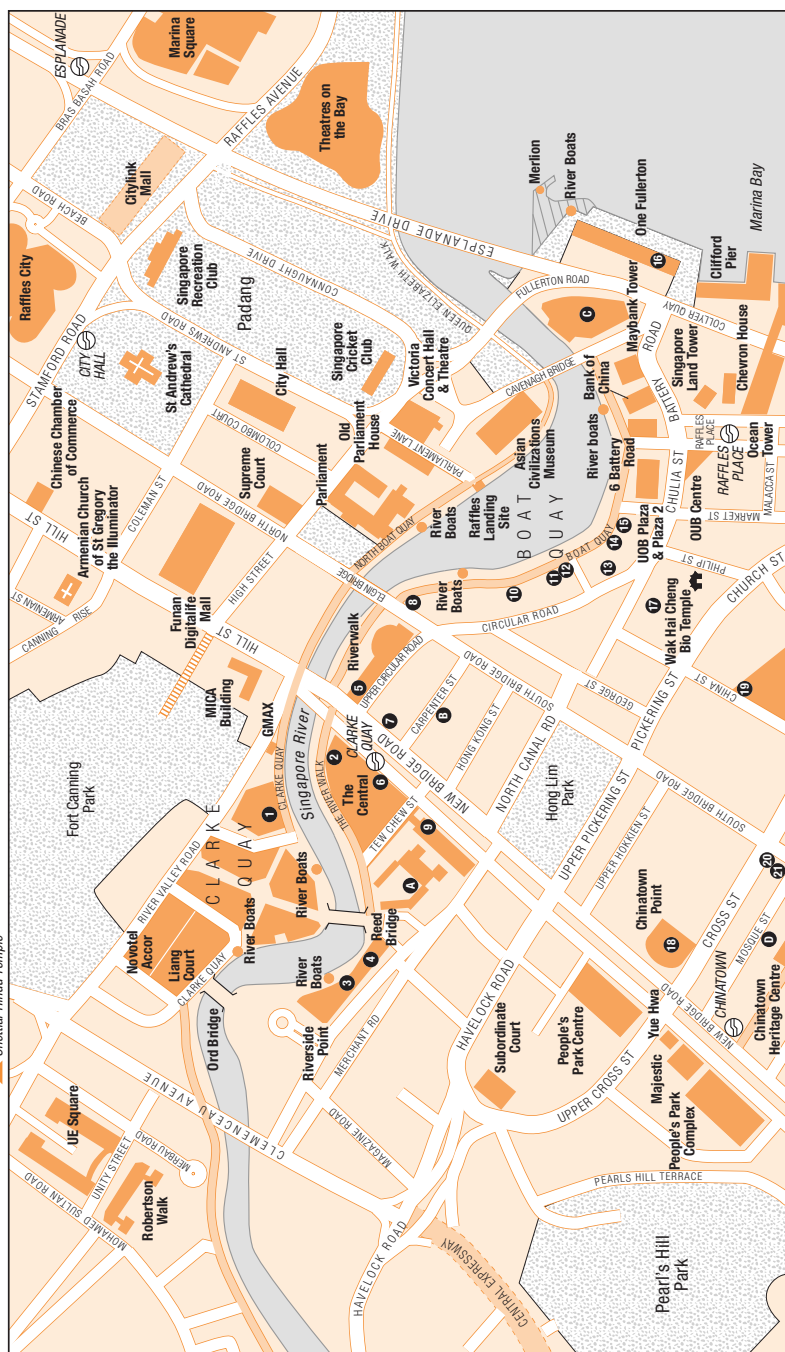 Chettiar Hindu Temple
Fort Canning
Park
UE Square
MOHAMED SULTAN ROAD
UNITY STREET
MERBAU ROAD
Robertson
Walk
CLEMENCEAU AVENUE
Ord Bridge
Novotel
Accor
Liang
Court
CLARKE QUAY
RIVER VALLEY ROAD
CLARKE
QUAY
River Boats
River Boats
River
Boats
1
CLARKE QUAY
GMAX
MICA
Building
HILL ST
CANNING RISE
ARMENIAN ST
Armenian Church
of St Gregory
the Illuminator
HILL ST
Chinese Chamber
of Commerce
COLEMAN ST
Funan
Digitalife
Mall
HIGH STREET
NORTH BRIDGE ROAD
Supreme
Court
COLOMBO COURT
City Hall
STAMFORD ROAD
CITY
HALL
St Andrew's
Cathedral
Raffles City
BEACH ROAD
BRAS BASAH ROAD
ESPLANADE
Marina
Square
Citylink
Mall
RAFFLES AVENUE
Theatres on
the Bay
Singapore
Recreation
Club
CONNAUGHT DRIVE
Padang
ST ANDREWS ROAD
Singapore
Cricket
Club
QUEEN ELIZABETH WALK
ESPLANADE DRIVE
Victoria
Concert Hall
& Theatre
Old
Parliament
House
Parliament
PARLIAMENT LANE
Asian
Civilizations
Museum
CAVENAGH BRIDGE
FULLERTON ROAD
Merlion
River Boats
One Fullerton
16
Marina Bay
Clifford
Pier
COLLYER QUAY
C
Maybank Tower
Bank of
China
BATTERY
ROAD
Singapore
Land Tower
Chevron House
RAFFLES
PLACE
RAFFLES
PLACE
Ocean
Tower
River boats
6 Battery
Road
UOB Plaza
& Plaza 2
CHULIA ST
OUB Centre
MALACCA ST
MARKET ST
PHILIP ST
CHURCH ST
Wak Hai Cheng
Bio Temple
17
NORTH BOAT QUAY
River
Boats
Raffles
Landing
Site
BOAT
QUAY
BOAT QUAY
ELGIN BRIDGE
River
Boats
8
10
11
12
13
14
15
CIRCULAR ROAD
Riverwalk
5
UPPER CIRCULAR ROAD
7
CARPENTER ST
B
HONG KONG ST
NORTH CANAL RD
SOUTH BRIDGE ROAD
GEORGE ST
PICKERING ST
CHINA ST
19
Hong Lim
Park
UPPER PICKERING ST
UPPER HOKKIEN ST
SOUTH BRIDGE ROAD
Singapore River
THE RIVER WALK
2
The
Central
6
CLARKE
QUAY
NEW BRIDGE ROAD
TEW CHEW ST
9
A
Reed
Bridge
River
Boats
3
4
Riverside
Point
MERCHANT RD
MAGAZINE ROAD
HAVELOCK ROAD
HAVELOCK ROAD
CENTRAL EXPRESSWAY
Subordinate
Court
People's
Park Centre
UPPER CROSS ST
Chinatown
Point
18
CROSS ST
20
21
MOSQUE ST
D
CHINATOWN
NEW BRIDGE ROAD
Chinatown
Heritage Centre
Yue Hwa
Majestic
People's Park
Complex
PEARLS HILL TERRACE
Pearl's Hill
Park